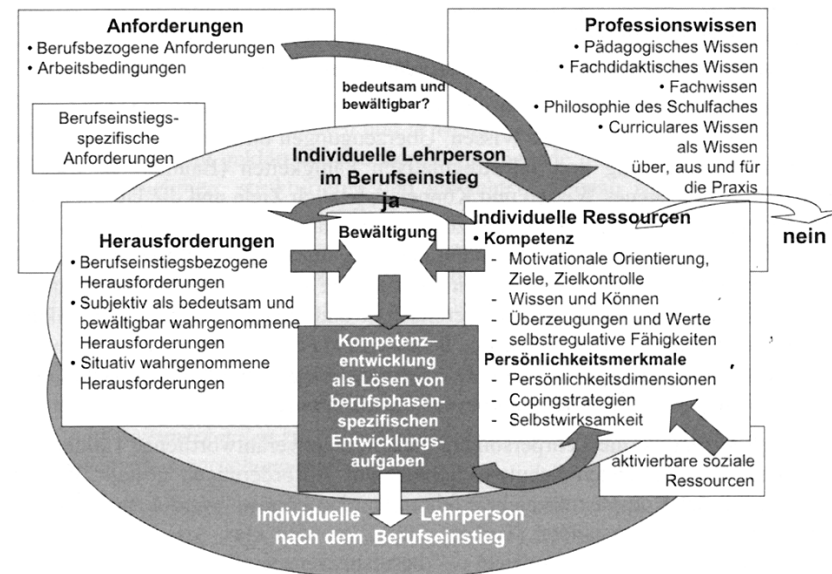 Anforderungen
• Berufsbezogene Anforderungen
• Arbeitsbedingungen
Berufseinstiegs-
spezifische
Anforderungen
bedeutsam und
bewältigbar?
Professionswissen
• Pädagogisches Wissen
• Fachdidaktisches Wissen
• Fachwissen
• Philosophie des Schulfaches
• Curriculares Wissen
als Wissen
über, aus und für
die Praxis
Individuelle Lehrperson
im Berufseinstieg
ja
nein
Herausforderungen
• Berufseinstiegsbezogene
Herausforderungen
• Subjektiv als bedeutsam und
bewältigbar wahrgenommene
Herausforderungen
• Situativ wahrgenommene
Herausforderungen
Bewältigung
Individuelle Ressourcen
• Kompetenz
- Motivationale Orientierung,
Ziele, Zielkontrolle
- Wissen und Können
- Überzeugungen und Werte
- selbstregulative Fähigkeiten
Persönlichkeitsmerkmale
- Persönlichkeitsdimensionen
- Copingstrategien
- Selbstwirksamkeit
Kompetenz–
entwicklung
als Lösen von
berufsphasen-
spezifischen
Entwicklungs-
aufgaben
aktivierbare soziale
Ressourcen
Individuelle Lehrperson
nach dem Berufseinstieg